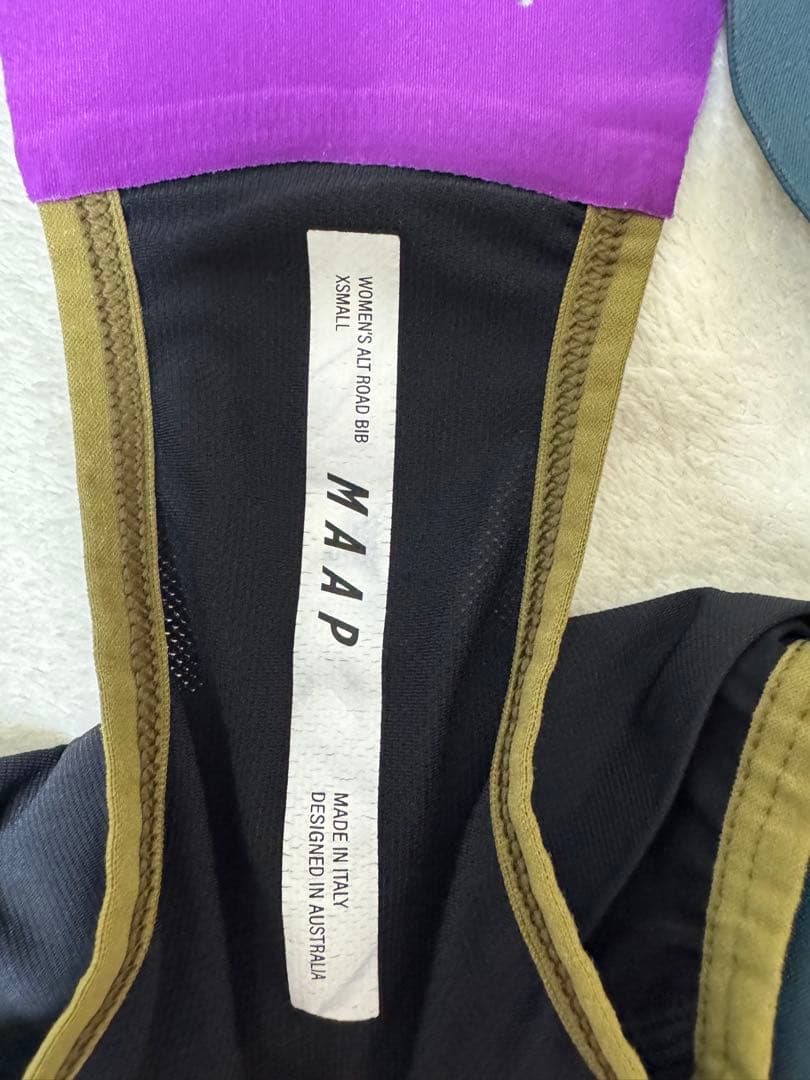 WOMEN'S ALT ROAD BIB
XSMALL
MAAP
MADE IN ITALY
DESIGNED IN AUSTRALIA